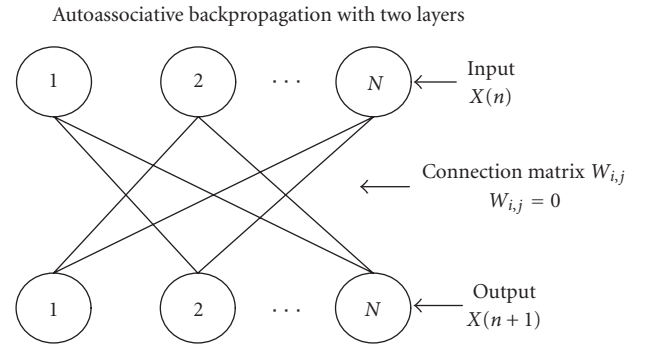 Autoassociative backpropagation with two layers
1 2 · · · N
Input
X(n)
Connection matrix W_{i,j}
W_{i,j} = 0
1 2 · · · N
Output
X(n + 1)